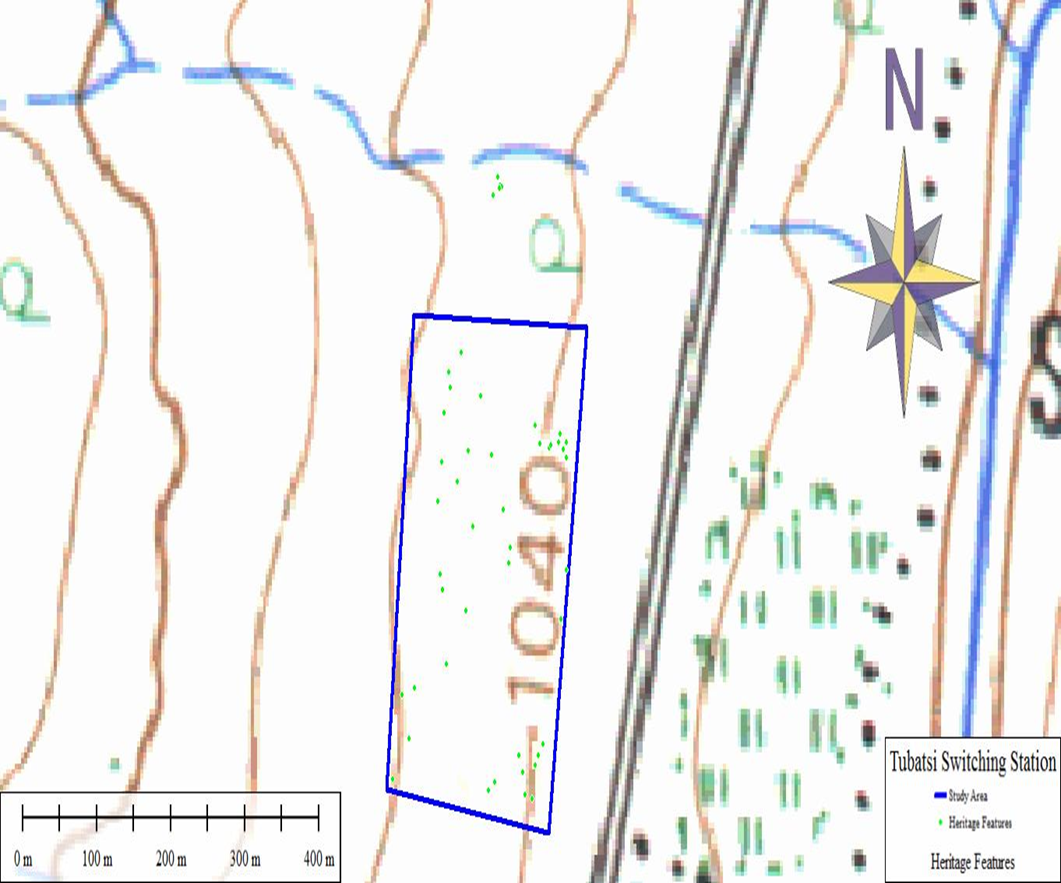 N
S
1040
Tubatsi Switching Station
Study Area
Heritage Features
Heritage Features
0 m 100 m 200 m 300 m 400 m